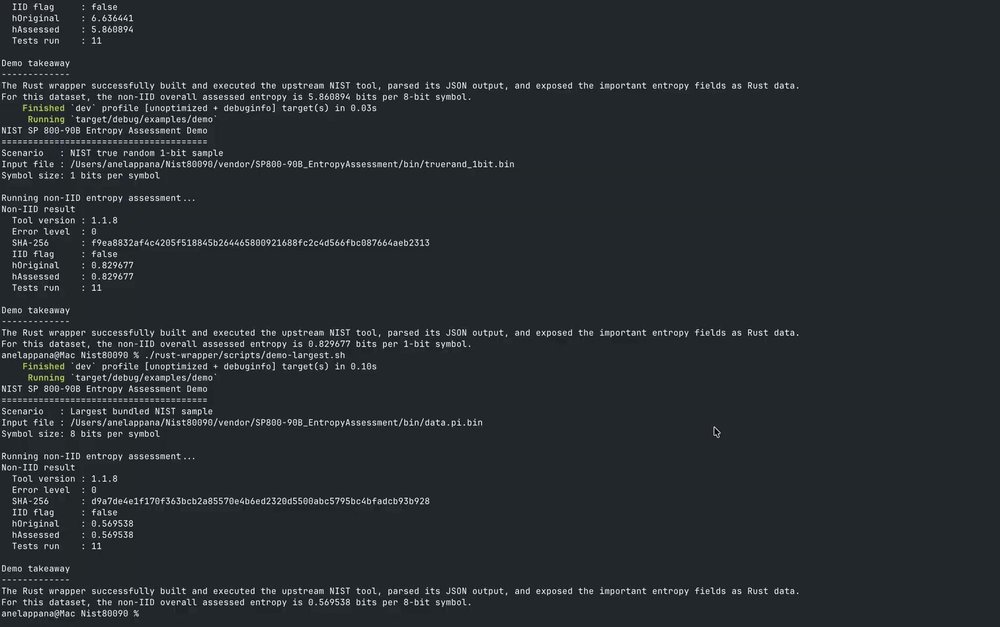 IID flag     : false
hOriginal    : 6.636441
hAssessed    : 5.860894
Tests run    : 11
Demo takeaway
-------------
The Rust wrapper successfully built and executed the upstream NIST tool, parsed its JSON output, and exposed the important entropy fields as Rust data.
For this dataset, the non-IID overall assessed entropy is 5.860894 bits per 8-bit symbol.
Finished `dev` profile [unoptimized + debuginfo] target(s) in 0.03s
Running `target/debug/examples/demo`
NIST SP 800-90B Entropy Assessment Demo
=======================================
Scenario   : NIST true random 1-bit sample
Input file : /Users/anelappana/Nist80090/vendor/SP800-90B_EntropyAssessment/bin/truerand_1bit.bin
Symbol size: 1 bits per symbol
Running non-IID entropy assessment...
Non-IID result
Tool version : 1.1.8
Error level  : 0
SHA-256      : f9ea8832af4c4205f518845b264465800921688fc2c4d566fbc087664aeb2313
IID flag     : false
hOriginal    : 0.829677
hAssessed    : 0.829677
Tests run    : 11
Demo takeaway
-------------
The Rust wrapper successfully built and executed the upstream NIST tool, parsed its JSON output, and exposed the important entropy fields as Rust data.
For this dataset, the non-IID overall assessed entropy is 0.829677 bits per 1-bit symbol.
anelappana@Mac Nist80090 % ./rust-wrapper/scripts/demo-largest.sh
Finished `dev` profile [unoptimized + debuginfo] target(s) in 0.10s
Running `target/debug/examples/demo`
NIST SP 800-90B Entropy Assessment Demo
=======================================
Scenario   : Largest bundled NIST sample
Input file : /Users/anelappana/Nist80090/vendor/SP800-90B_EntropyAssessment/bin/data.pi.bin
Symbol size: 8 bits per symbol
Running non-IID entropy assessment...
Non-IID result
Tool version : 1.1.8
Error level  : 0
SHA-256      : d9a7de4e1f170f363bcb2a85570e4b6ed2320d5500abc5795bc4bfadcb93b928
IID flag     : false
hOriginal    : 0.569538
hAssessed    : 0.569538
Tests run    : 11
Demo takeaway
-------------
The Rust wrapper successfully built and executed the upstream NIST tool, parsed its JSON output, and exposed the important entropy fields as Rust data.
For this dataset, the non-IID overall assessed entropy is 0.569538 bits per 8-bit symbol.
anelappana@Mac Nist80090 %